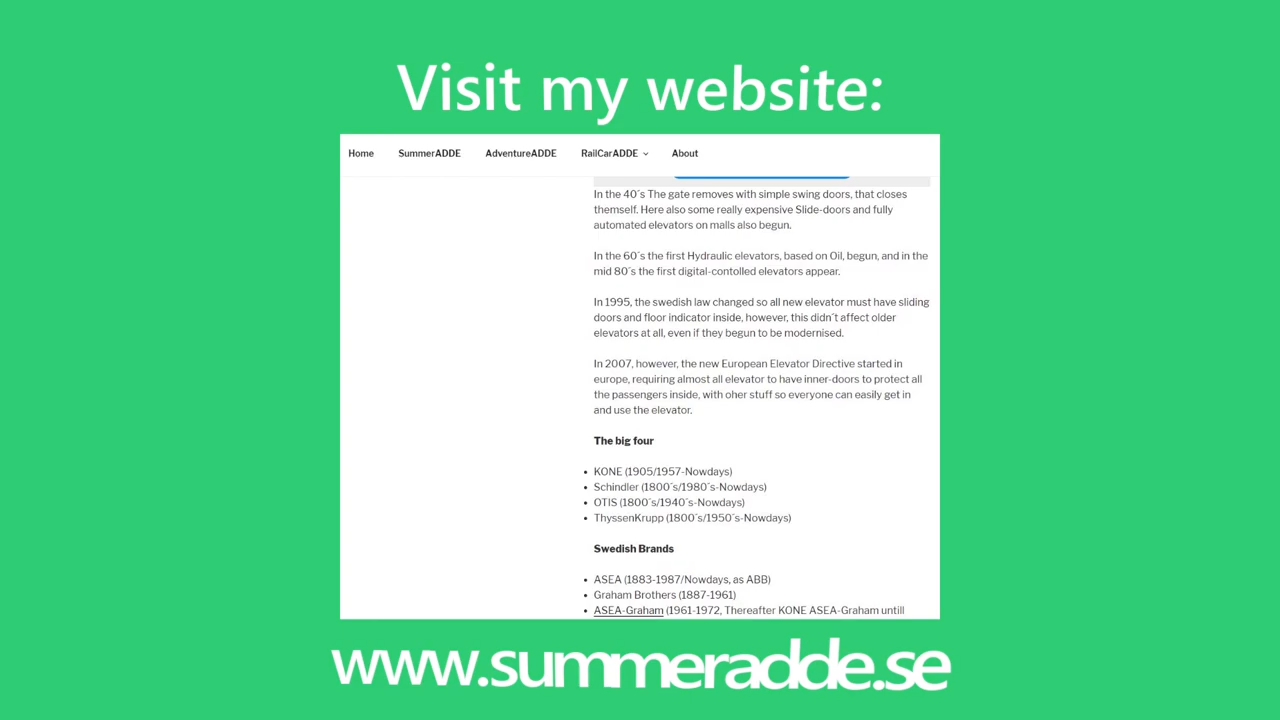 Visit my website:
Home SummerADDE AdventureADDE RailCarADDE About
In the 40´s The gate removes with simple swing doors, that closes
themself. Here also some really expensive Slide-doors and fully
automated elevators on malls also begun.
In the 60´s the first Hydraulic elevators, based on Oil, begun, and in the
mid 80´s the first digital-contolled elevators appear.
In 1995, the swedish law changed so all new elevator must have sliding
doors and floor indicator inside, however, this didn´t affect older
elevators at all, even if they begun to be modernised.
In 2007, however, the new European Elevator Directive started in
europe, requiring almost all elevator to have inner-doors to protect all
the passengers inside, with oher stuff so everyone can easily get in
and use the elevator.
The big four
• KONE (1905/1957-Nowdays)
• Schindler (1800´s/1980´s-Nowdays)
• OTIS (1800´s/1940´s-Nowdays)
• ThyssenKrupp (1800´s/1950´s-Nowdays)
Swedish Brands
• ASEA (1883-1987/Nowdays, as ABB)
• Graham Brothers (1887-1961)
• ASEA-Graham (1961-1972, Thereafter KONE ASEA-Graham untill
www.summeradde.se